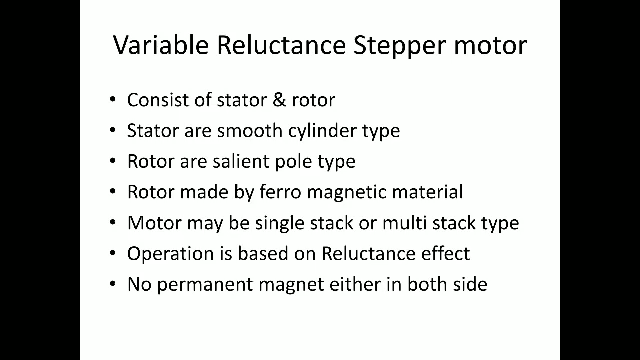 Variable Reluctance Stepper motor
• Consist of stator & rotor
• Stator are smooth cylinder type
• Rotor are salient pole type
• Rotor made by ferro magnetic material
• Motor may be single stack or multi stack type
• Operation is based on Reluctance effect
• No permanent magnet either in both side